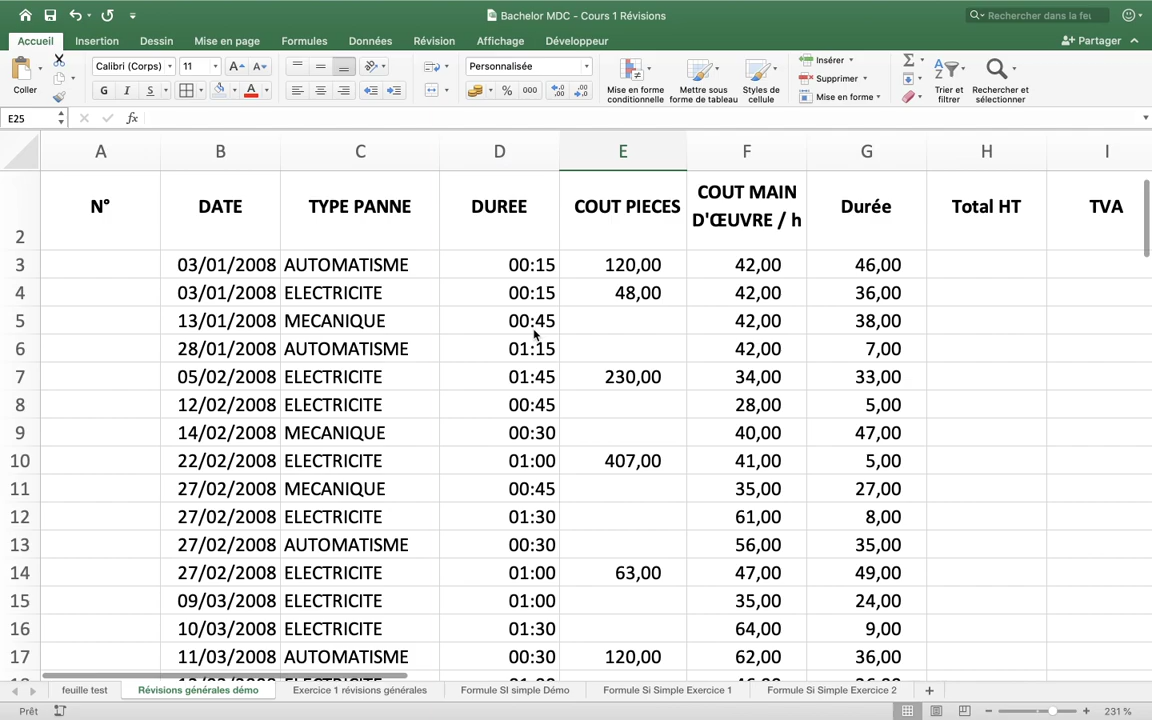 Bachelor MDC - Cours 1 Révisions
Rechercher dans la feu
Accueil Insertion Dessin Mise en page Formules Données Révision Affichage Développeur Partager
Coller
Calibri (Corps) 11
G I S A
Personnalisée
% 000
Mise en forme conditionnelle
Mettre sous forme de tableau
Styles de cellule
Insérer
Supprimer
Mise en forme
Trier et filtrer
Rechercher et sélectionner
E25 fx
A B C D E F G H I
2 N° DATE TYPE PANNE DUREE COUT PIECES COUT MAIN D'ŒUVRE / h Durée Total HT TVA
3 03/01/2008 AUTOMATISME 00:15 120,00 42,00 46,00
4 03/01/2008 ELECTRICITE 00:15 48,00 42,00 36,00
5 13/01/2008 MECANIQUE 00:45 42,00 38,00
6 28/01/2008 AUTOMATISME 01:15 42,00 7,00
7 05/02/2008 ELECTRICITE 01:45 230,00 34,00 33,00
8 12/02/2008 ELECTRICITE 00:45 28,00 5,00
9 14/02/2008 MECANIQUE 00:30 40,00 47,00
10 22/02/2008 ELECTRICITE 01:00 407,00 41,00 5,00
11 27/02/2008 MECANIQUE 00:45 35,00 27,00
12 27/02/2008 ELECTRICITE 01:30 61,00 8,00
13 27/02/2008 AUTOMATISME 00:30 56,00 35,00
14 27/02/2008 ELECTRICITE 01:00 63,00 47,00 49,00
15 09/03/2008 ELECTRICITE 01:00 35,00 24,00
16 10/03/2008 ELECTRICITE 01:30 64,00 9,00
17 11/03/2008 AUTOMATISME 00:30 120,00 62,00 36,00
feuille test Révisions générales démo Exercice 1 révisions générales Formule SI simple Démo Formule Si Simple Exercice 1 Formule Si Simple Exercice 2
Prêt 231 %